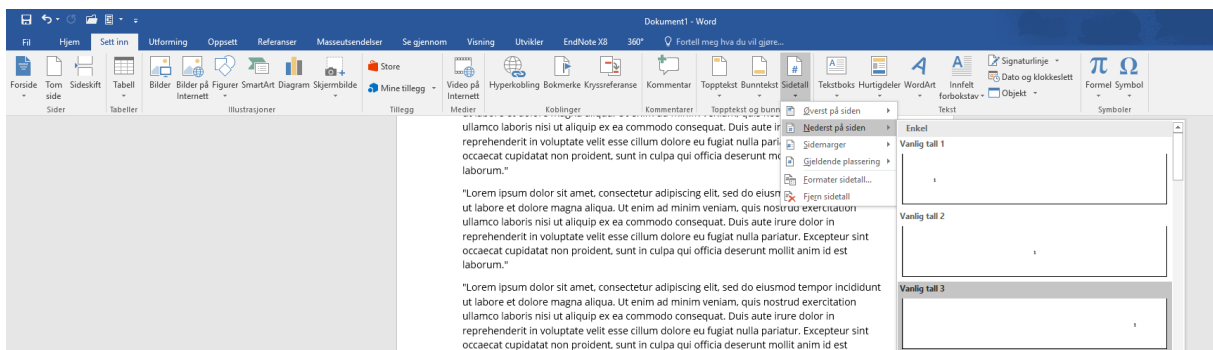 Dokument1 - Word
Fil Hjem Sett inn Utforming Oppsett Referanser Masseutsendelser Se gjennom Visning Utvikler EndNote X8 360° Fortell meg hva du vil gjøre...
Forside Tom side Sideskift
Sider
Tabell
Tabeller
Bilder Bilder på Internett Figurer SmartArt Diagram Skjermbilde
Illustrasjoner
Store
Mine tillegg
Tillegg
Video på Internett
Medier
Hyperkobling Bokmerke Kryssreferanse
Koblinger
Kommentar
Kommentarer
Topptekst Bunntekst Sidetall
Topptekst og bunn
Tekstboks Hurtigdeler WordArt Innfelt forbokstav
Signaturlinje
Dato og klokkeslett
Objekt
Tekst
Formel Symbol
Symboler
Øverst på siden
Nederst på siden
Sidemarger
Gjeldende plassering
Formater sidetall...
Fjern sidetall
Enkel
Vanlig tall 1
1
Vanlig tall 2
1
Vanlig tall 3
1
ullamco laboris nisi ut aliquip ex ea commodo consequat. Duis aute ir
reprehenderit in voluptate velit esse cillum dolore eu fugiat nulla pari
occaecat cupidatat non proident, sunt in culpa qui officia deserunt mo
laborum."
"Lorem ipsum dolor sit amet, consectetur adipiscing elit, sed do eiusm
ut labore et dolore magna aliqua. Ut enim ad minim veniam, quis nostrud exercitation
ullamco laboris nisi ut aliquip ex ea commodo consequat. Duis aute irure dolor in
reprehenderit in voluptate velit esse cillum dolore eu fugiat nulla pariatur. Excepteur sint
occaecat cupidatat non proident, sunt in culpa qui officia deserunt mollit anim id est
laborum."
"Lorem ipsum dolor sit amet, consectetur adipiscing elit, sed do eiusmod tempor incididunt
ut labore et dolore magna aliqua. Ut enim ad minim veniam, quis nostrud exercitation
ullamco laboris nisi ut aliquip ex ea commodo consequat. Duis aute irure dolor in
reprehenderit in voluptate velit esse cillum dolore eu fugiat nulla pariatur. Excepteur sint
occaecat cupidatat non proident, sunt in culpa qui officia deserunt mollit anim id est